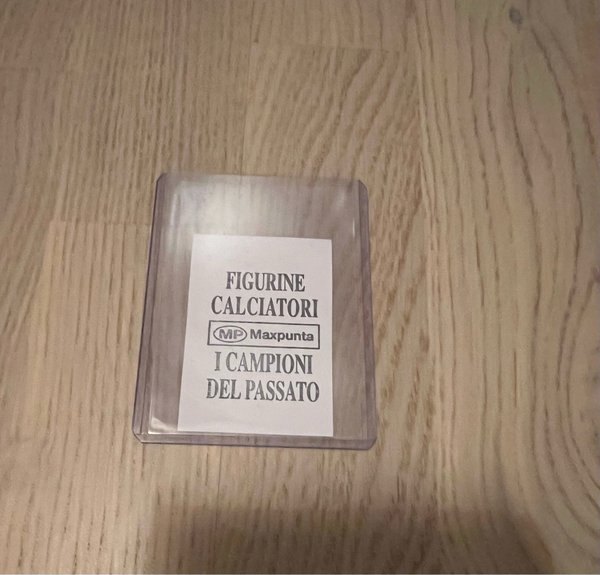 FIGURINE
CALCIATORI
MP Maxpunta
I CAMPIONI
DEL PASSATO